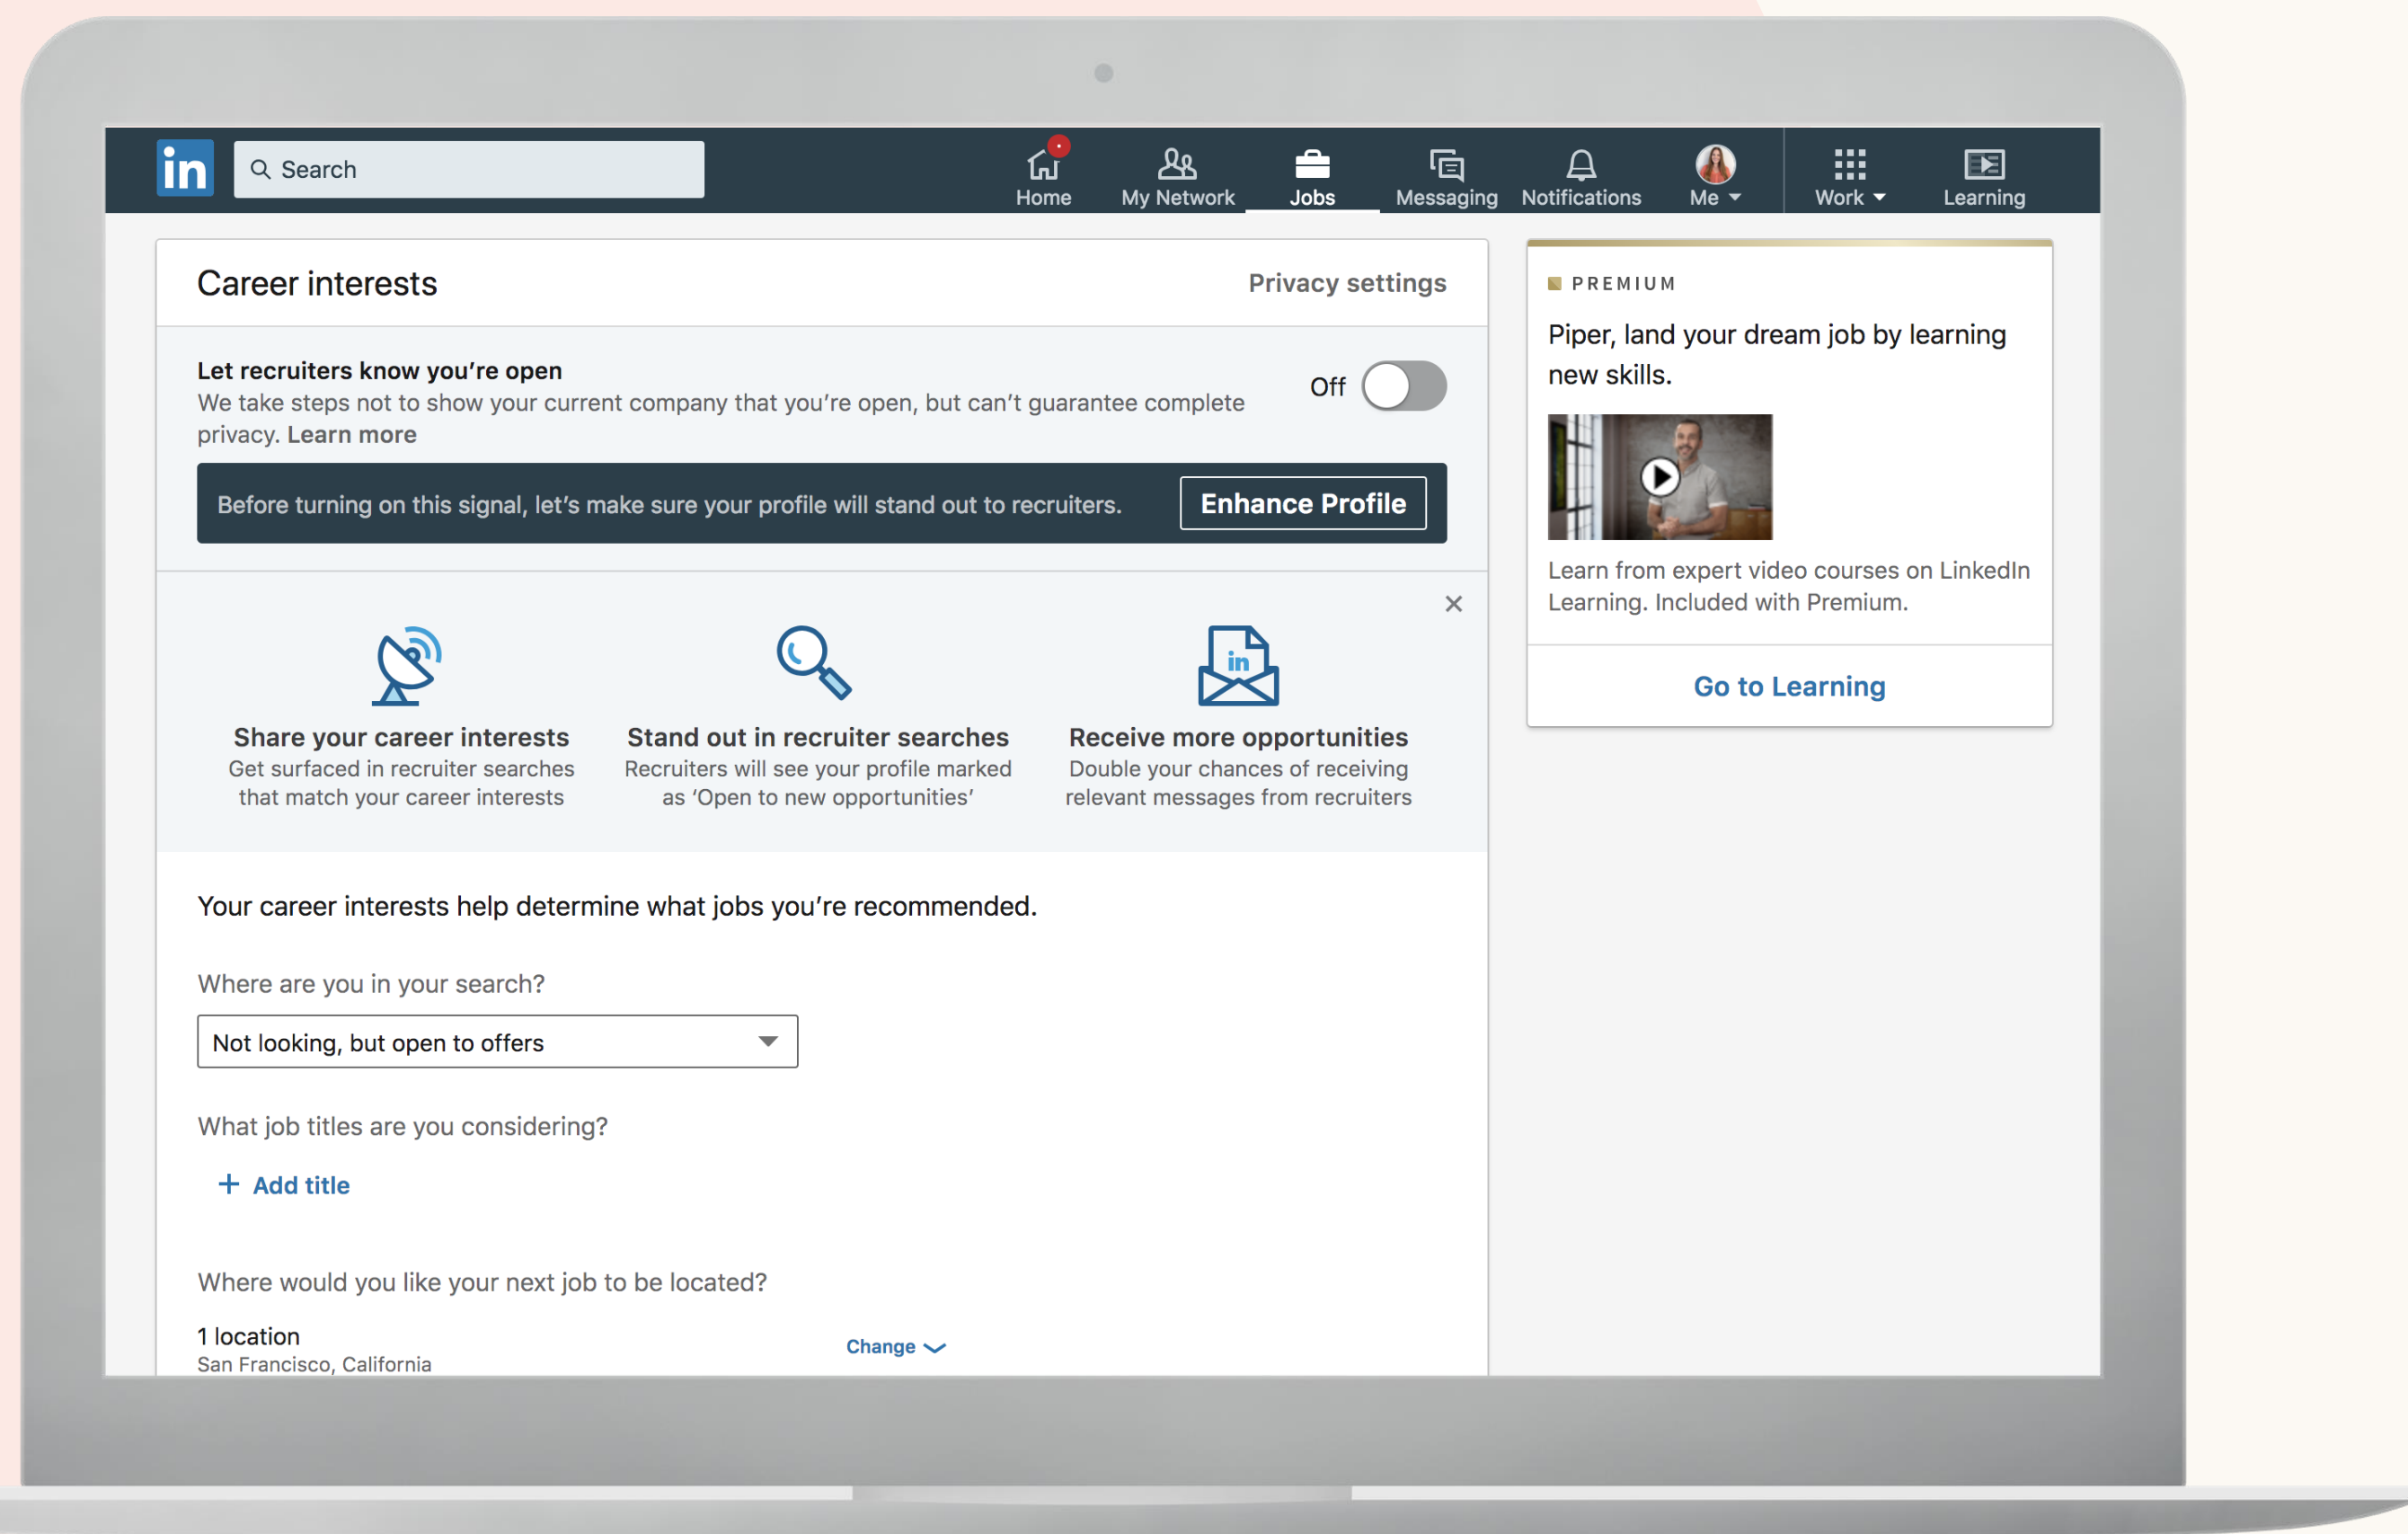 in
Search
Home
My Network
Jobs
Messaging
Notifications
Me
Work
Learning
Career interests
Privacy settings
Let recruiters know you’re open
We take steps not to show your current company that you’re open, but can’t guarantee complete
privacy. Learn more
Off
Before turning on this signal, let’s make sure your profile will stand out to recruiters.
Enhance Profile
in
Share your career interests
Get surfaced in recruiter searches
that match your career interests
Stand out in recruiter searches
Recruiters will see your profile marked
as ‘Open to new opportunities’
Receive more opportunities
Double your chances of receiving
relevant messages from recruiters
Your career interests help determine what jobs you’re recommended.
Where are you in your search?
Not looking, but open to offers
What job titles are you considering?
+ Add title
Where would you like your next job to be located?
1 location
San Francisco, California
Change
PREMIUM
Piper, land your dream job by learning
new skills.
Learn from expert video courses on LinkedIn
Learning. Included with Premium.
Go to Learning